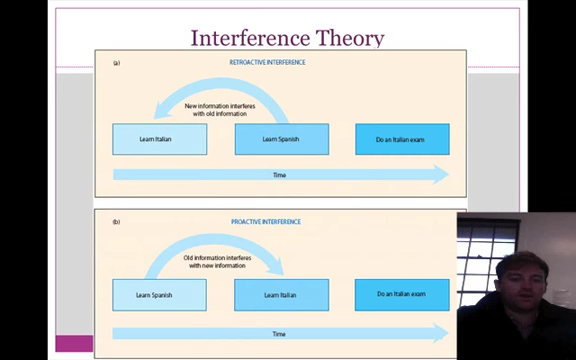 Interference Theory
(a)
RETROACTIVE INTERFERENCE
New information interferes
with old information
Learn Italian
Learn Spanish
Do an Italian exam
Time
(b)
PROACTIVE INTERFERENCE
Old information interferes
with new information
Learn Spanish
Learn Italian
Do an Italian exam
Time